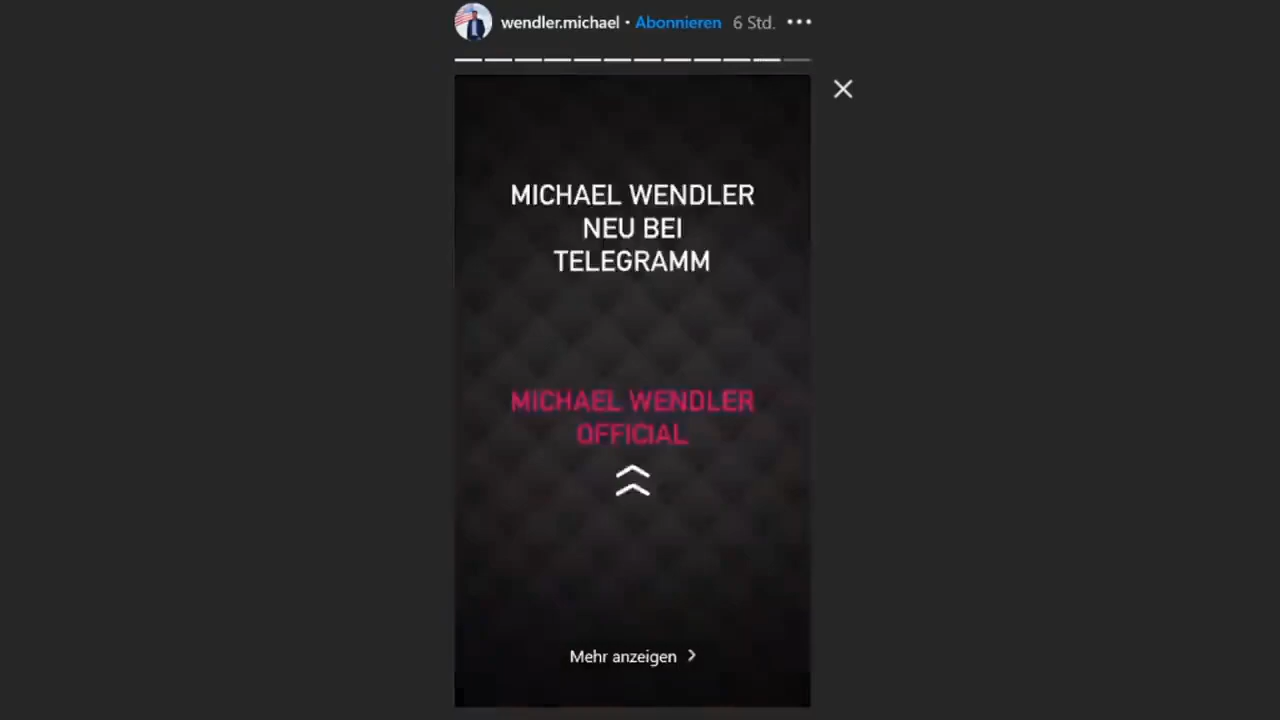 wendler.michael • Abonnieren 6 Std. •••
MICHAEL WENDLER
NEU BEI
TELEGRAMM
MICHAEL WENDLER
OFFICIAL
Mehr anzeigen